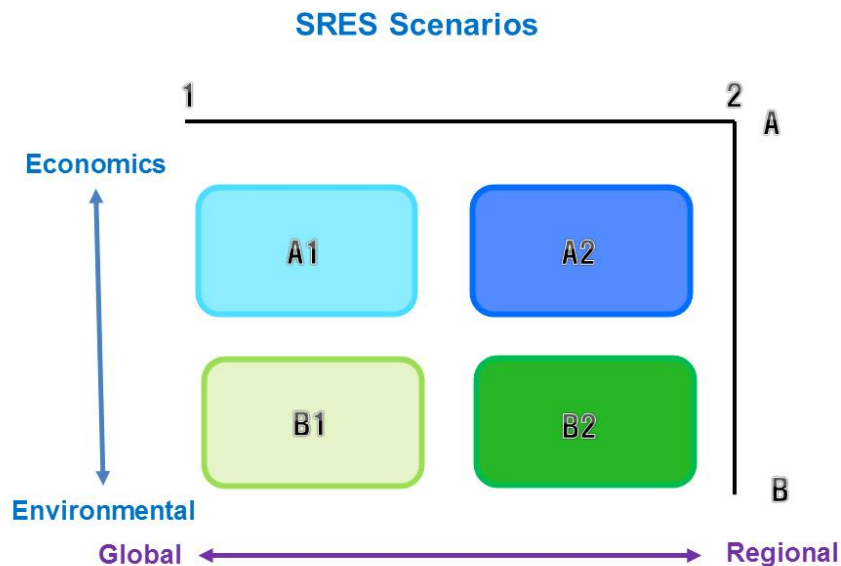 SRES Scenarios
1
2
A
Economics
A1
A2
B1
B2
B
Environmental
Global
Regional